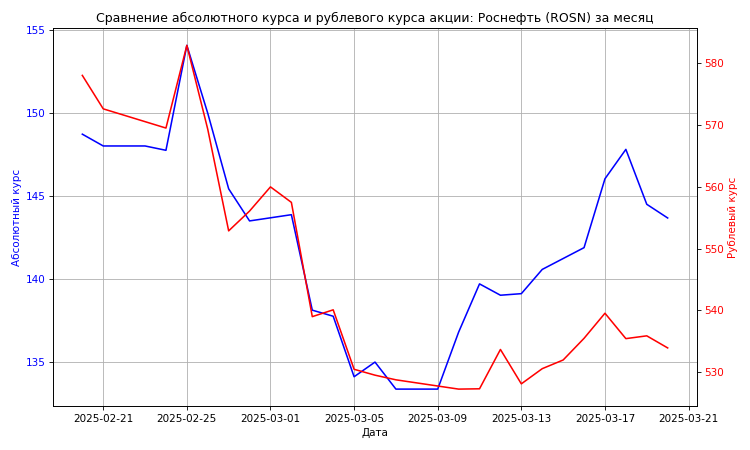 Сравнение абсолютного курса и рублевого курса акции: Роснефть (ROSN) за месяц
155
150
145
140
135
Абсолютный курс
580
570
560
550
540
530
Рублевый курс
2025-02-21 2025-02-25 2025-03-01 2025-03-05 2025-03-09 2025-03-13 2025-03-17 2025-03-21
Дата